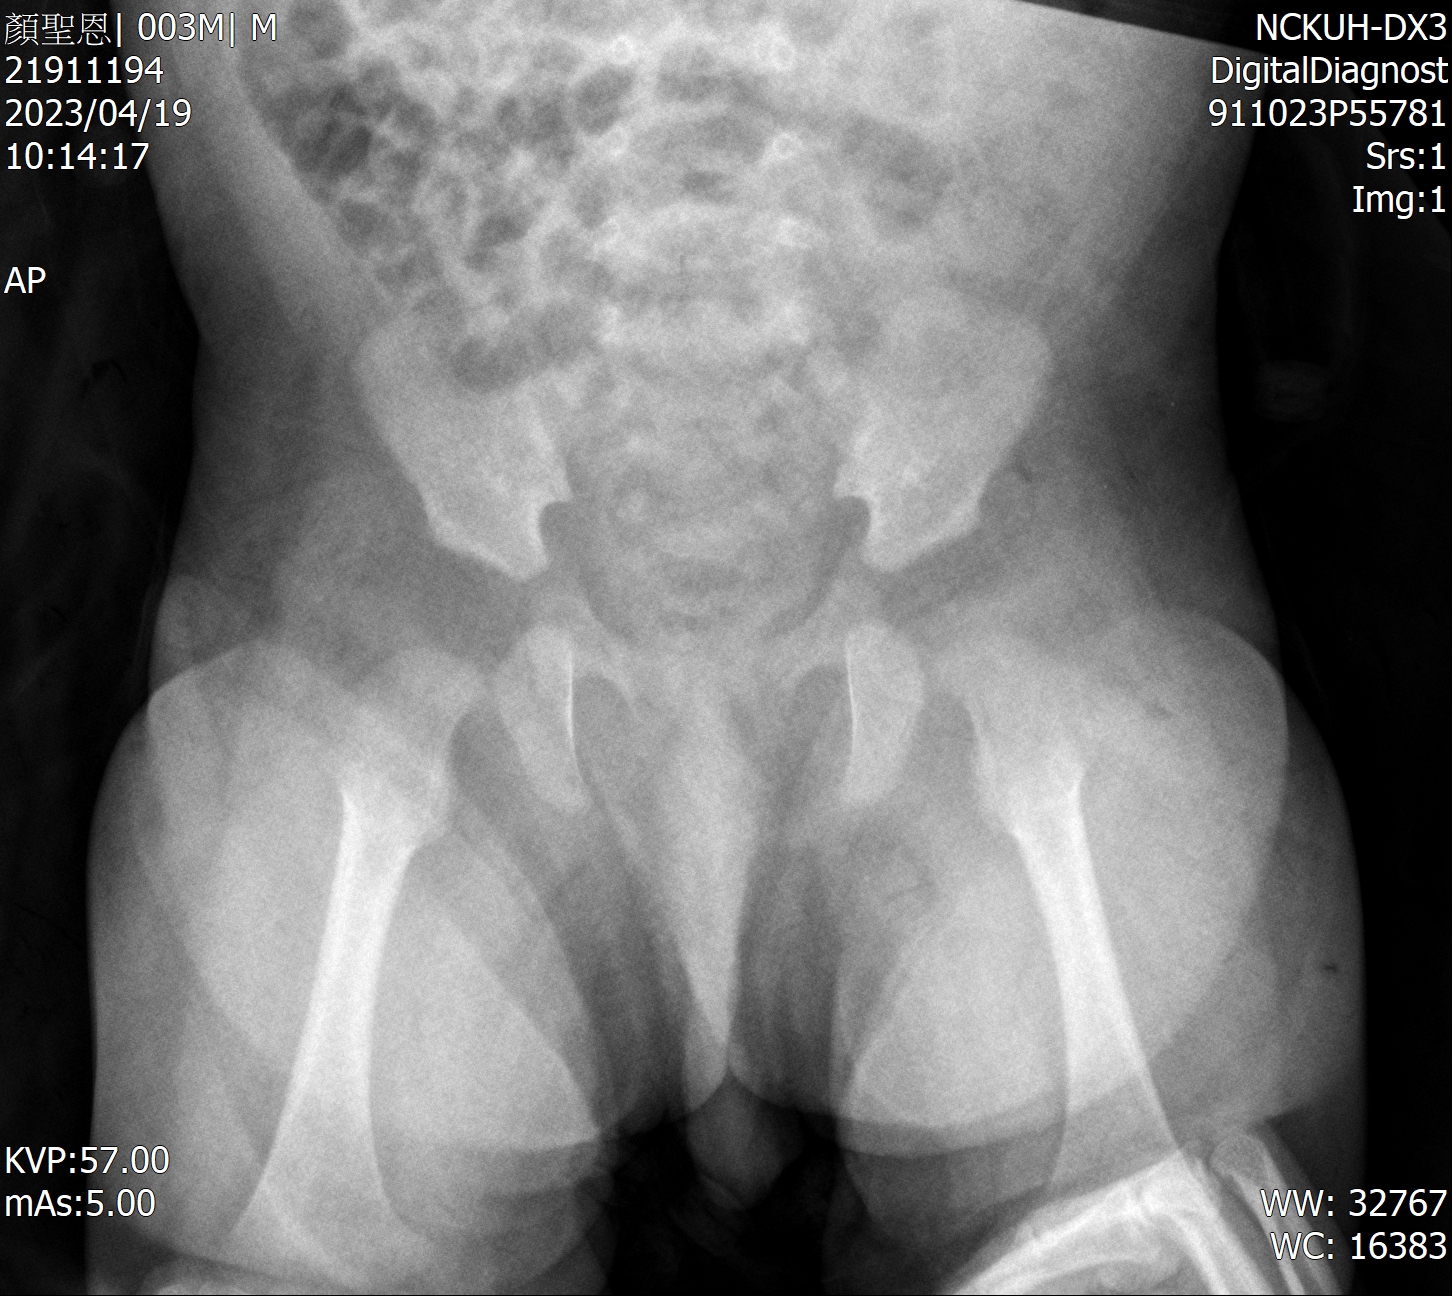 顏聖恩| 003M| M
21911194
2023/04/19
10:14:17
AP
NCKUH-DX3
DigitalDiagnost
911023P55781
Srs:1
Img:1
KVP:57.00
mAs:5.00
WW: 32767
WC: 16383